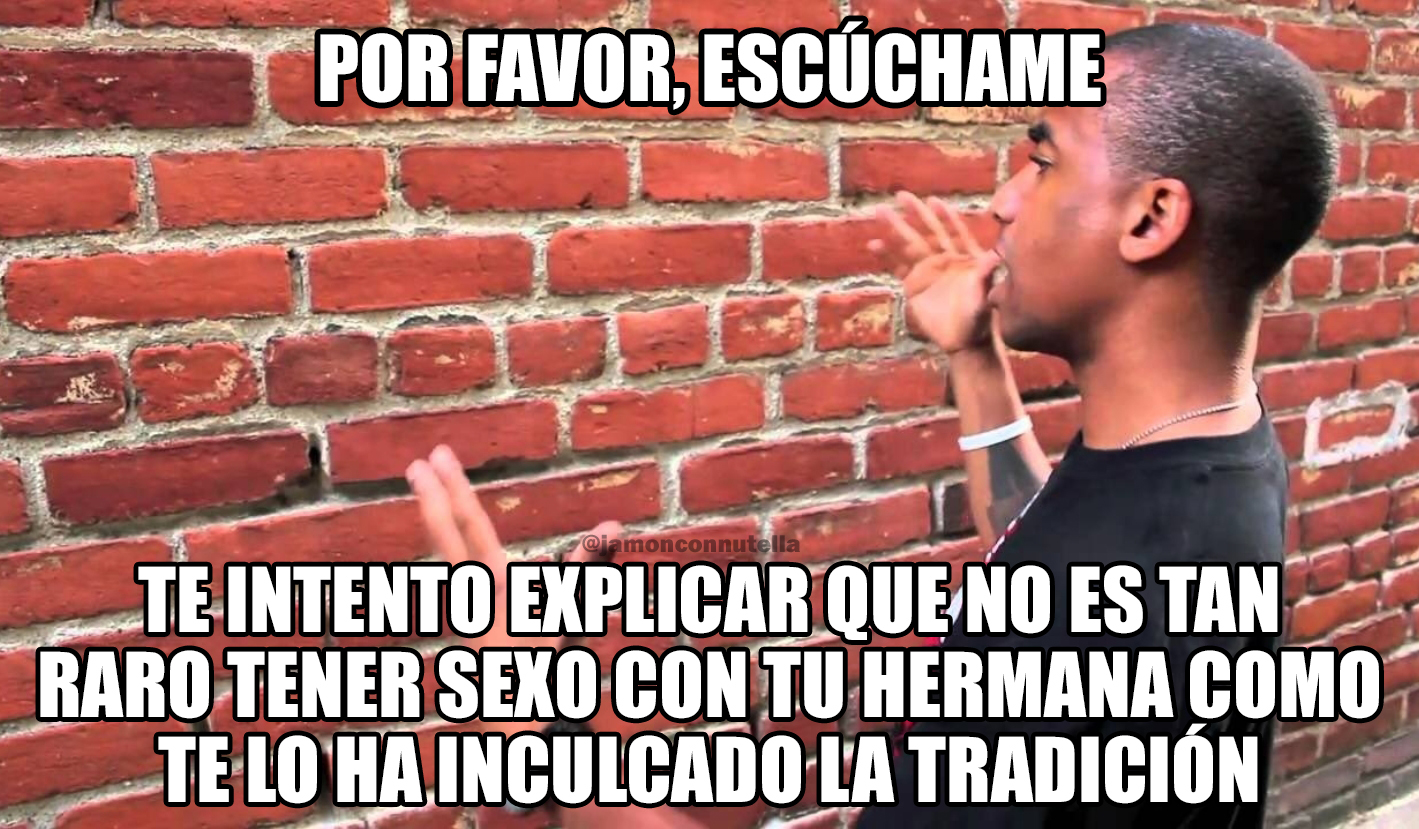 POR FAVOR, ESCÚCHAME
@jamonconnutella
TE INTENTO EXPLICAR QUE NO ES TAN
RARO TENER SEXO CON TU HERMANA COMO
TE LO HA INCULCADO LA TRADICIÓN